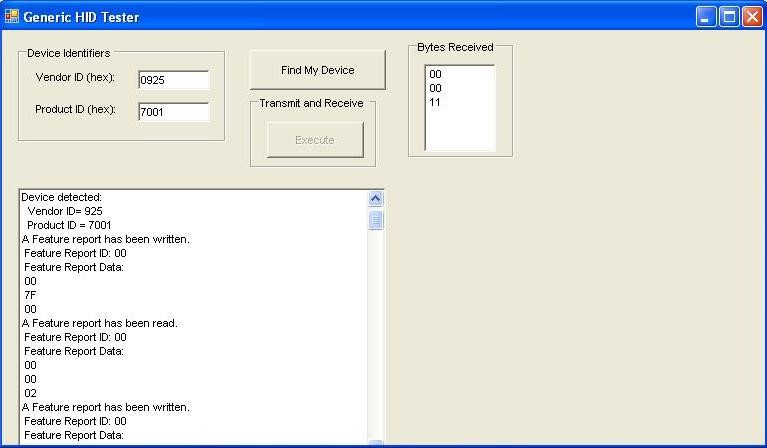 Generic HID Tester
Device Identifiers
Vendor ID (hex): 0925
Product ID (hex): 7001
Find My Device
Transmit and Receive
Execute
Bytes Received
00
00
11
Device detected:
Vendor ID= 925
Product ID = 7001
A Feature report has been written.
Feature Report ID: 00
Feature Report Data:
00
7F
00
A Feature report has been read.
Feature Report ID: 00
Feature Report Data:
00
00
02
A Feature report has been written.
Feature Report ID: 00
Feature Report Data: